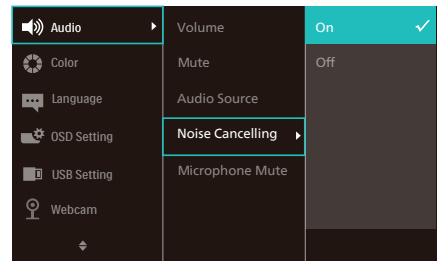 Audio
Color
Language
OSD Setting
USB Setting
Webcam
Volume
Mute
Audio Source
Noise Cancelling
Microphone Mute
On
Off